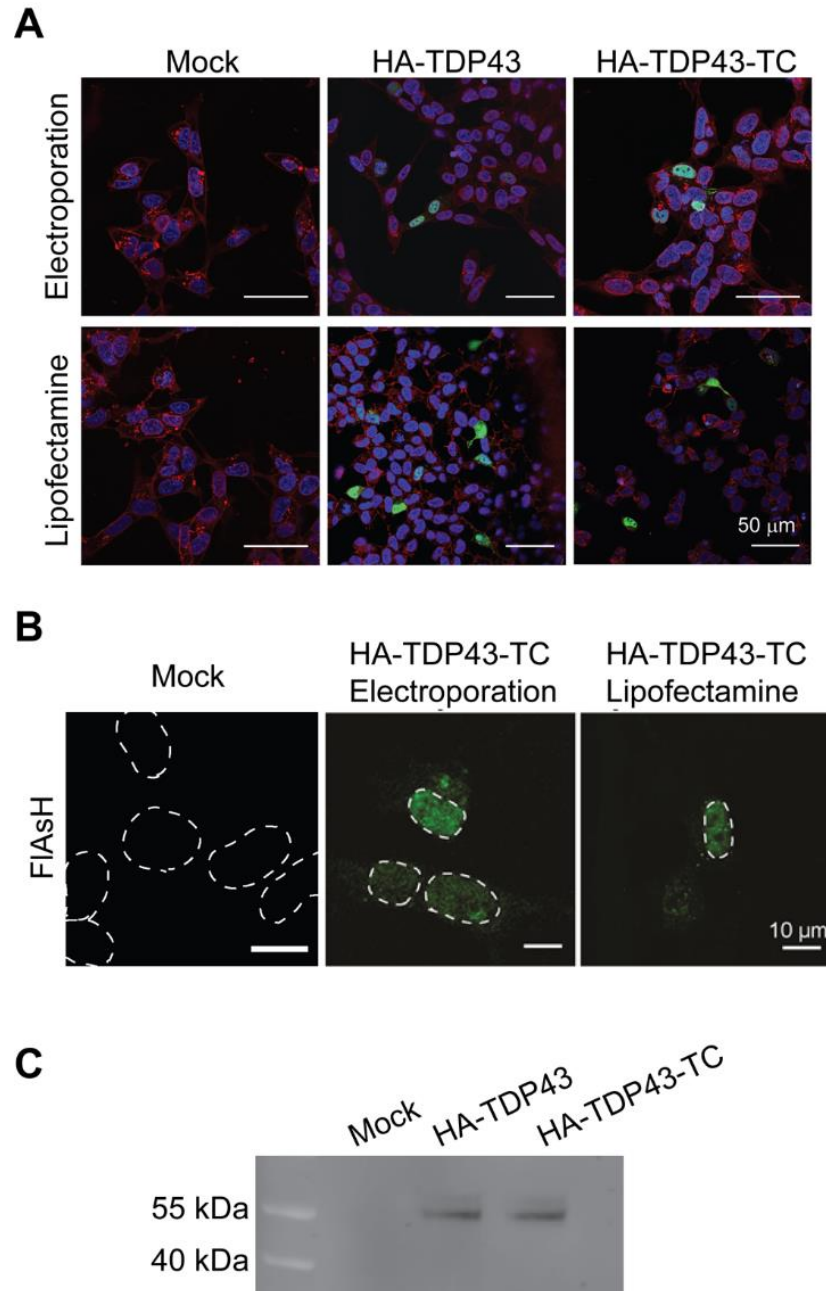 A
Mock
HA-TDP43
HA-TDP43-TC
Electroporation
Lipofectamine
50 μm
B
Mock
HA-TDP43-TC
Electroporation
HA-TDP43-TC
Lipofectamine
FlAsH
10 μm
C
Mock
HA-TDP43
HA-TDP43-TC
55 kDa
40 kDa